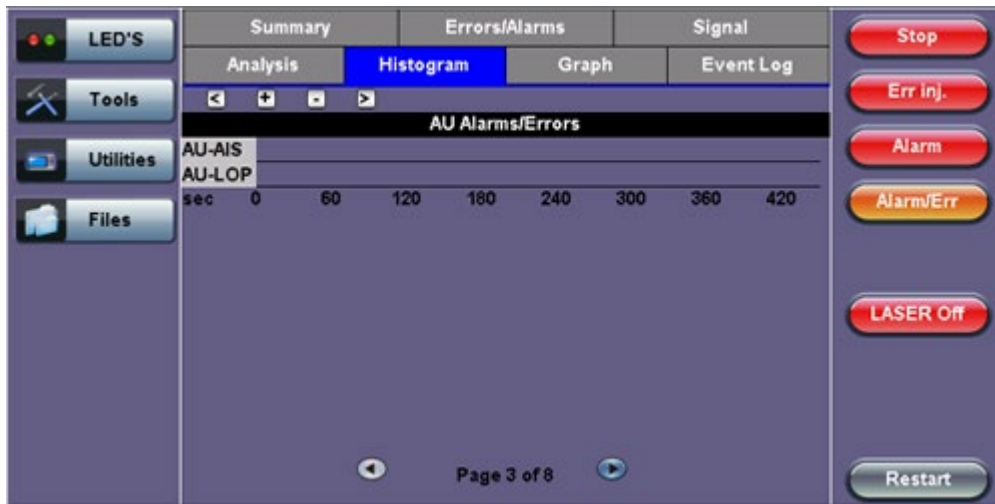 LED'S
Tools
Utilities
Files
Summary Errors/Alarms Signal
Analysis Histogram Graph Event Log
< + - >
AU Alarms/Errors
AU-AIS
AU-LOP
sec 0 60 120 180 240 300 360 420
Page 3 of 8
Stop
Err inj.
Alarm
Alarm/Err
LASER Off
Restart